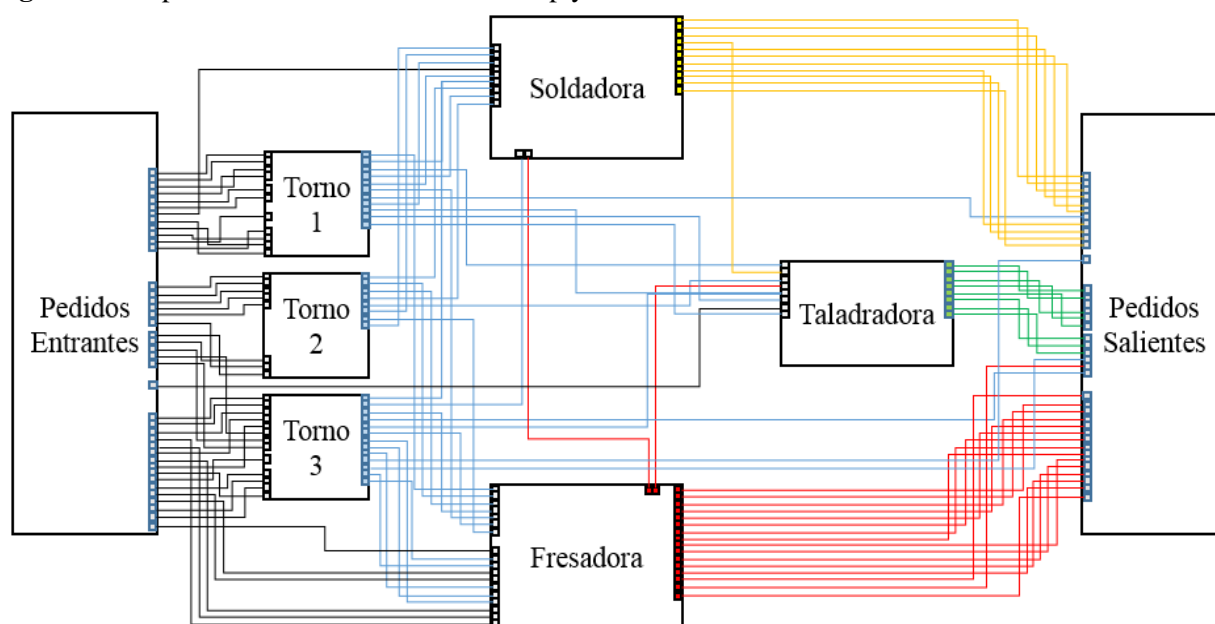 Soldadora
Torno
1
Pedidos
Entrantes
Torno
2
Taladradora
Pedidos
Salientes
Torno
3
Fresadora